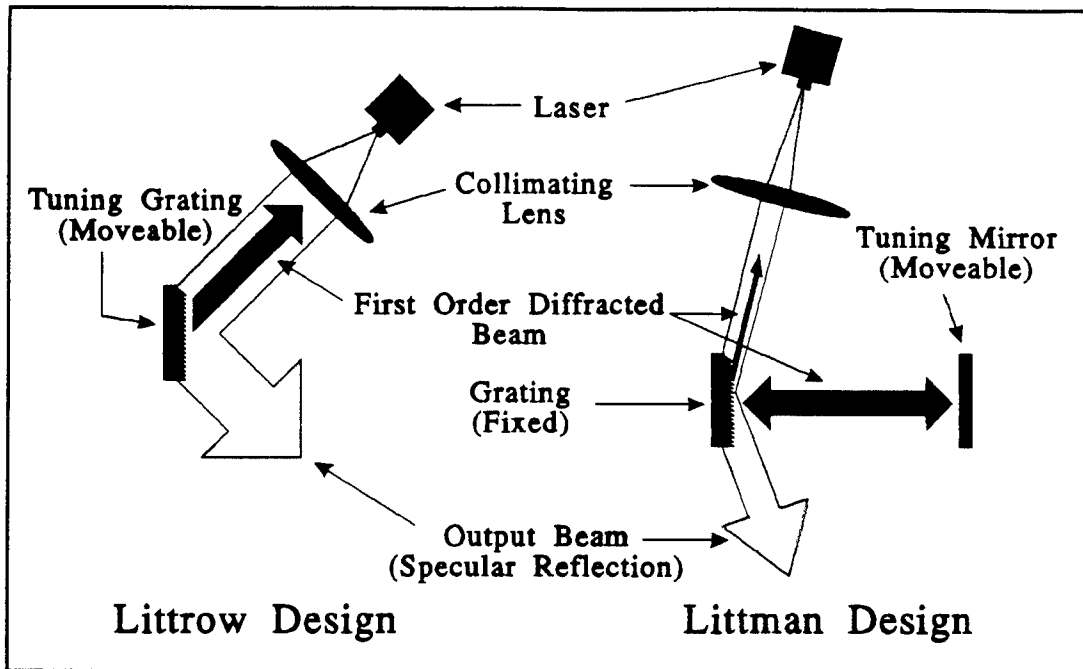 Laser
Tuning Grating
(Moveable)
Collimating
Lens
Tuning Mirror
(Moveable)
First Order Diffracted
Beam
Grating
(Fixed)
Output Beam
(Specular Reflection)
Littrow Design
Littman Design